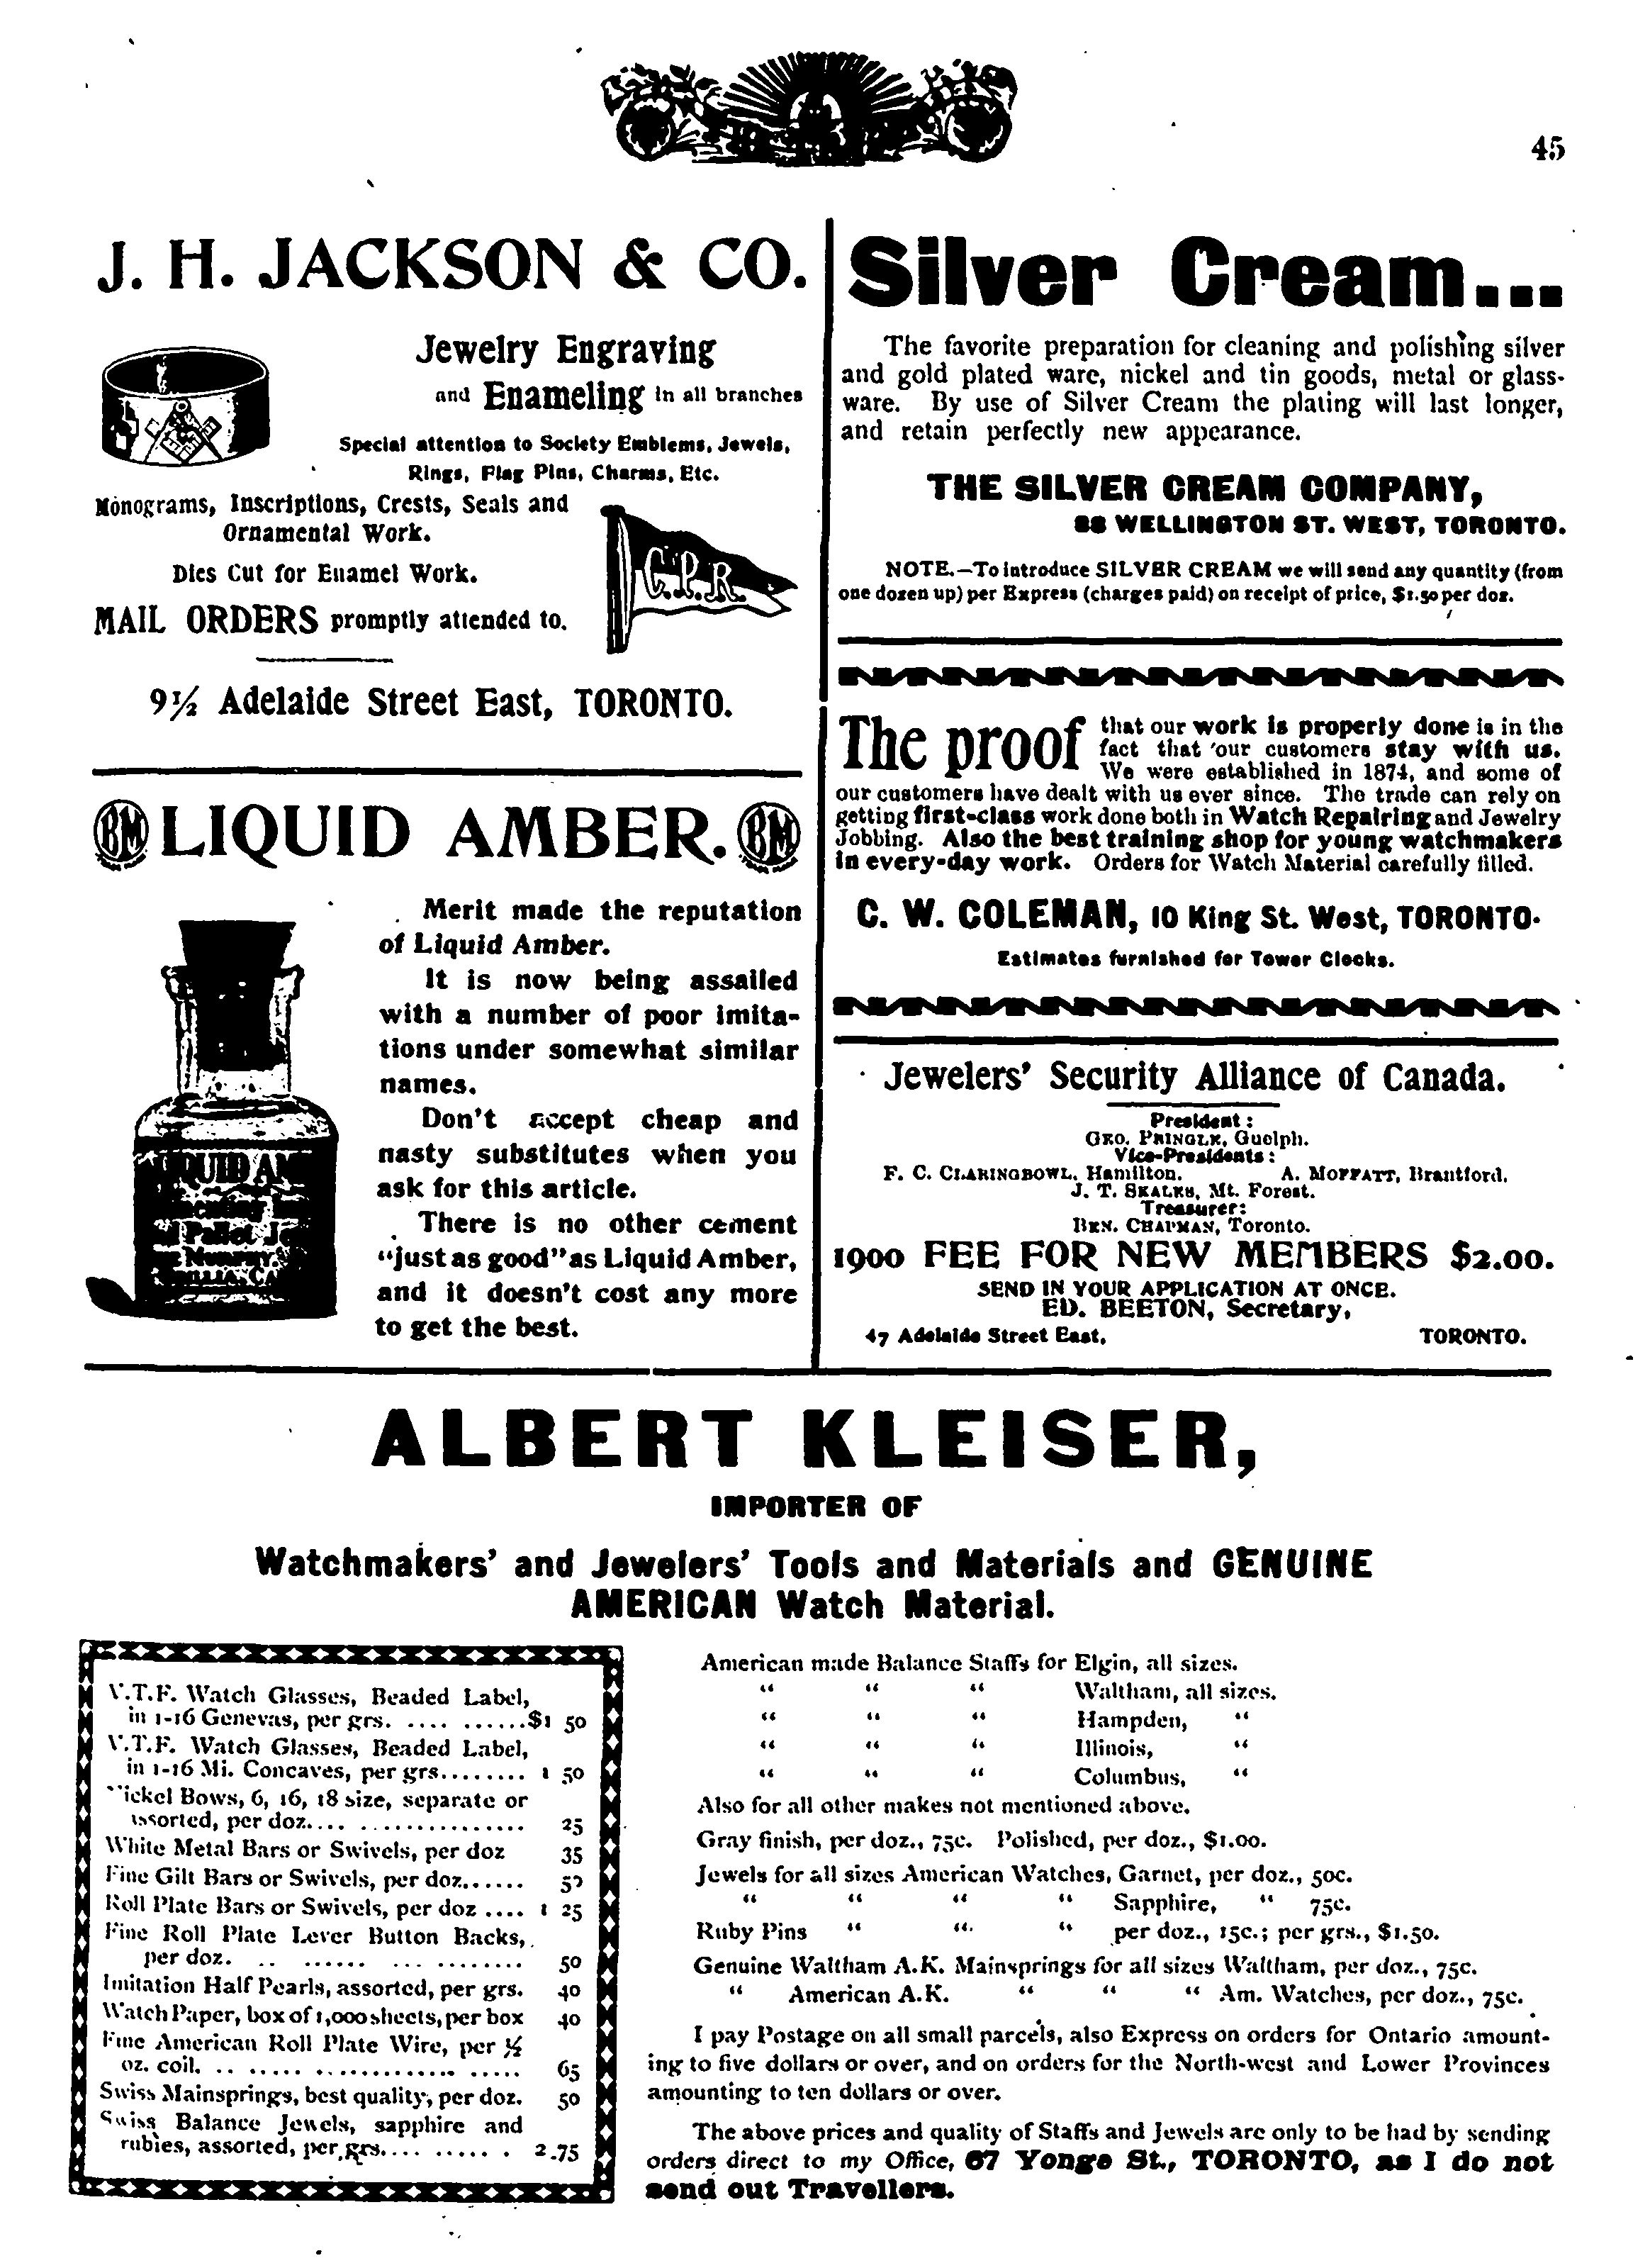 45
J. H. JACKSON & CO.
Jewelry Engraving
and Enameling in all branches
Special attention to Society Emblems, Jewels,
Rings, Flag Pins, Charms, Etc.
Monograms, Inscriptions, Crests, Seals and
Ornamental Work.
Dies Cut for Enamel Work.
MAIL ORDERS promptly attended to.
C.P.R.
9½ Adelaide Street East, TORONTO.
BM LIQUID AMBER. BM
Merit made the reputation
of Liquid Amber.
It is now being assailed
with a number of poor imita-
tions under somewhat similar
names.
Don't accept cheap and
nasty substitutes when you
ask for this article.
There is no other cement
"just as good" as Liquid Amber,
and it doesn't cost any more
to get the best.
Silver Cream...
The favorite preparation for cleaning and polishing silver
and gold plated ware, nickel and tin goods, metal or glass-
ware. By use of Silver Cream the plating will last longer,
and retain perfectly new appearance.
THE SILVER CREAM COMPANY,
88 WELLINGTON ST. WEST, TORONTO.
NOTE.—To introduce SILVER CREAM we will send any quantity (from
one dozen up) per Express (charges paid) on receipt of price, $1.50 per doz.
The proof that our work is properly done is in the
fact that our customers stay with us.
We were established in 1874, and some of
our customers have dealt with us ever since. The trade can rely on
getting first-class work done both in Watch Repairing and Jewelry
Jobbing. Also the best training shop for young watchmakers
in every-day work. Orders for Watch Material carefully filled.
C. W. COLEMAN, 10 King St. West, TORONTO.
Estimates furnished for Tower Clocks.
Jewelers' Security Alliance of Canada.
President:
GEO. PRINGLE, Guelph.
Vice-Presidents:
F. C. CLARINGBOWL, Hamilton. A. MOFFATT, Brantford.
J. T. SKALES, Mt. Forest.
Treasurer:
BEN. CHAPMAN, Toronto.
1900 FEE FOR NEW MEMBERS $2.00.
SEND IN YOUR APPLICATION AT ONCE.
ED. BEETON, Secretary,
47 Adelaide Street East, TORONTO.
ALBERT KLEISER,
IMPORTER OF
Watchmakers' and Jewelers' Tools and Materials and GENUINE
AMERICAN Watch Material.
V.T.F. Watch Glasses, Beaded Label,
in 1-16 Genevas, per grs. .... ......$1 50
V.T.F. Watch Glasses, Beaded Label,
in 1-16 Mi. Concaves, per grs........ 1 50
Nickel Bows, 6, 16, 18 size, separate or
assorted, per doz.... ............... 25
White Metal Bars or Swivels, per doz 35
Fine Gilt Bars or Swivels, per doz...... 50
Roll Plate Bars or Swivels, per doz .... 1 25
Fine Roll Plate Lever Button Backs,
per doz. .. ...... ... ........ 50
Imitation Half Pearls, assorted, per grs. 40
Watch Paper, box of 1,000 sheets, per box 40
Fine American Roll Plate Wire, per ½
oz. coil. .. ...... ............. ..... 65
Swiss Mainsprings, best quality, per doz. 50
Swiss Balance Jewels, sapphire and
rubies, assorted, per grs.... ...... . 2.75
American made Balance Staffs for Elgin, all sizes.
" " " Waltham, all sizes.
" " " Hampden, "
" " " Illinois, "
" " " Columbus, "
Also for all other makes not mentioned above.
Gray finish, per doz., 75c. Polished, per doz., $1.00.
Jewels for all sizes American Watches, Garnet, per doz., 50c.
" " " " Sapphire, " 75c.
Ruby Pins " " " per doz., 15c.; per grs., $1.50.
Genuine Waltham A.K. Mainsprings for all sizes Waltham, per doz., 75c.
" American A.K. " " " Am. Watches, per doz., 75c.
I pay Postage on all small parcels, also Express on orders for Ontario amount-
ing to five dollars or over, and on orders for the North-west and Lower Provinces
amounting to ten dollars or over.
The above prices and quality of Staffs and Jewels are only to be had by sending
orders direct to my Office, 67 Yonge St., TORONTO, as I do not
send out Travellers.